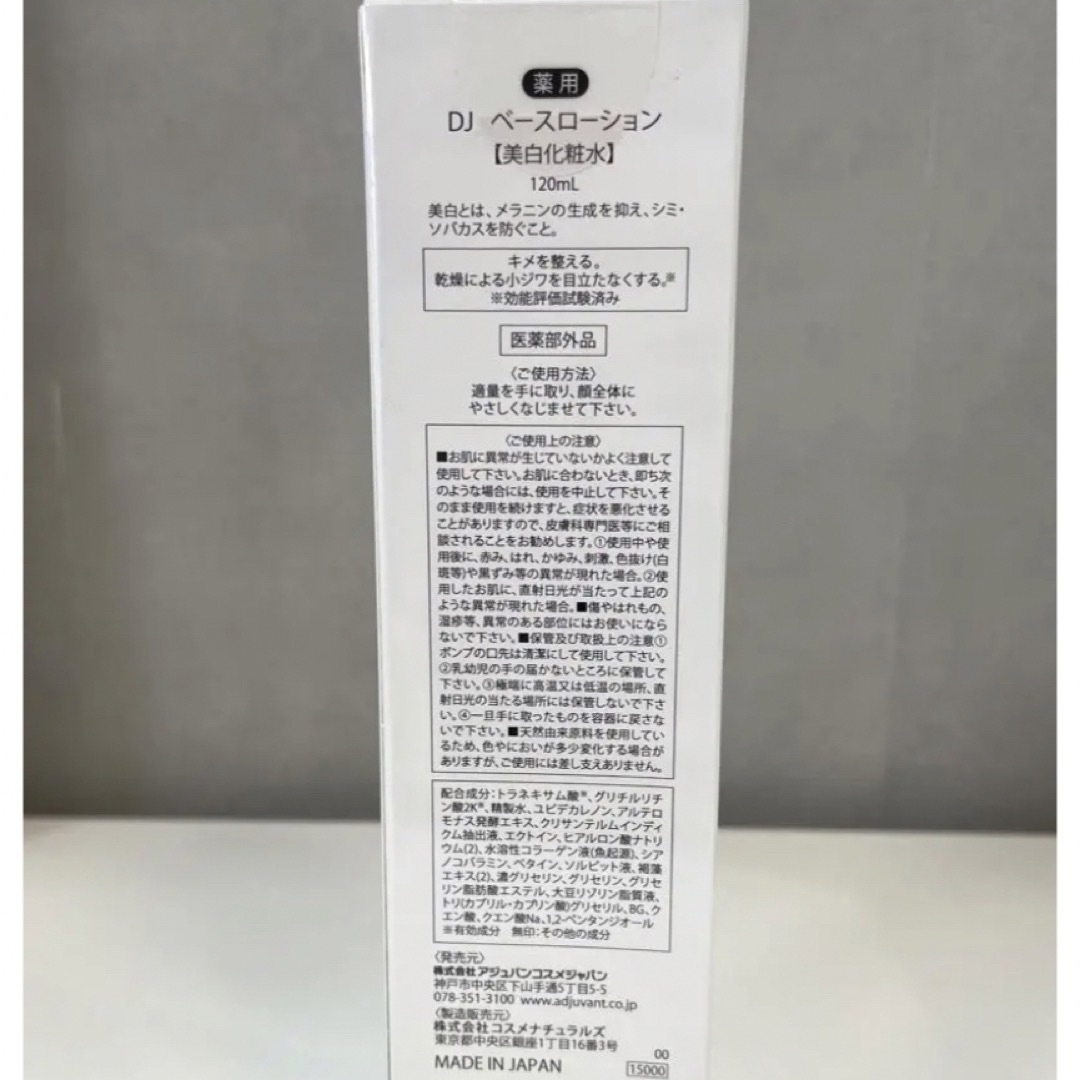 薬用
DJ ベースローション
【美白化粧水】
120mL
美白とは、メラニンの生成を抑え、シミ・
ソバカスを防ぐこと。
キメを整える。
乾燥による小ジワを目立たなくする。※
※効能評価試験済み
医薬部外品
〈ご使用方法〉
適量を手に取り、顔全体に
やさしくなじませて下さい。
〈ご使用上の注意〉
■お肌に異常が生じていないかよく注意して
使用して下さい。お肌に合わないとき、即ち次
のような場合には、使用を中止して下さい。そ
のまま使用を続けますと、症状を悪化させる
ことがありますので、皮膚科専門医等にご相
談されることをお勧めします。①使用中や使
用後に、赤み、はれ、かゆみ、刺激、色抜け(白
斑等)や黒ずみ等の異常が現れた場合。②使
用したお肌に、直射日光が当たって上記の
ような異常が現れた場合。■傷やはれもの、
湿疹等、異常のある部位にはお使いになら
ないで下さい。■保管及び取扱上の注意①
ポンプの口先は清潔にして使用して下さい。
②乳幼児の手の届かないところに保管して
下さい。③極端に高温又は低温の場所、直
射日光の当たる場所には保管しないで下さ
い。④一旦手に取ったものを容器に戻さな
いで下さい。■天然由来原料を使用してい
るため、色やにおいが多少変化する場合が
ありますが、ご使用には差し支えありません。
配合成分:トラネキサム酸※、グリチルリチ
ン酸2K※、精製水、ユビデカレノン、アルテロ
モナス発酵エキス、クリサンテルムインディ
クム抽出液、エクトイン、ヒアルロン酸ナトリ
ウム(2)、水溶性コラーゲン液(魚起源)、シア
ノコバラミン、ベタイン、ソルビット液、褐藻
エキス(2)、濃グリセリン、グリセリン、グリセ
リン脂肪酸エステル、大豆リゾリン脂質液、
トリ(カプリル・カプリン酸)グリセリル、BG、ク
エン酸、クエン酸Na、1,2-ペンタンジオール
※有効成分 無印:その他の成分
〈発売元〉
株式会社アジュバンコスメジャパン
神戸市中央区下山手通5丁目5-5
078-351-3100 www.adjuvant.co.jp
〈製造販売元〉
株式会社コスメナチュラルズ
東京都中央区銀座1丁目16番3号
MADE IN JAPAN
00
15000